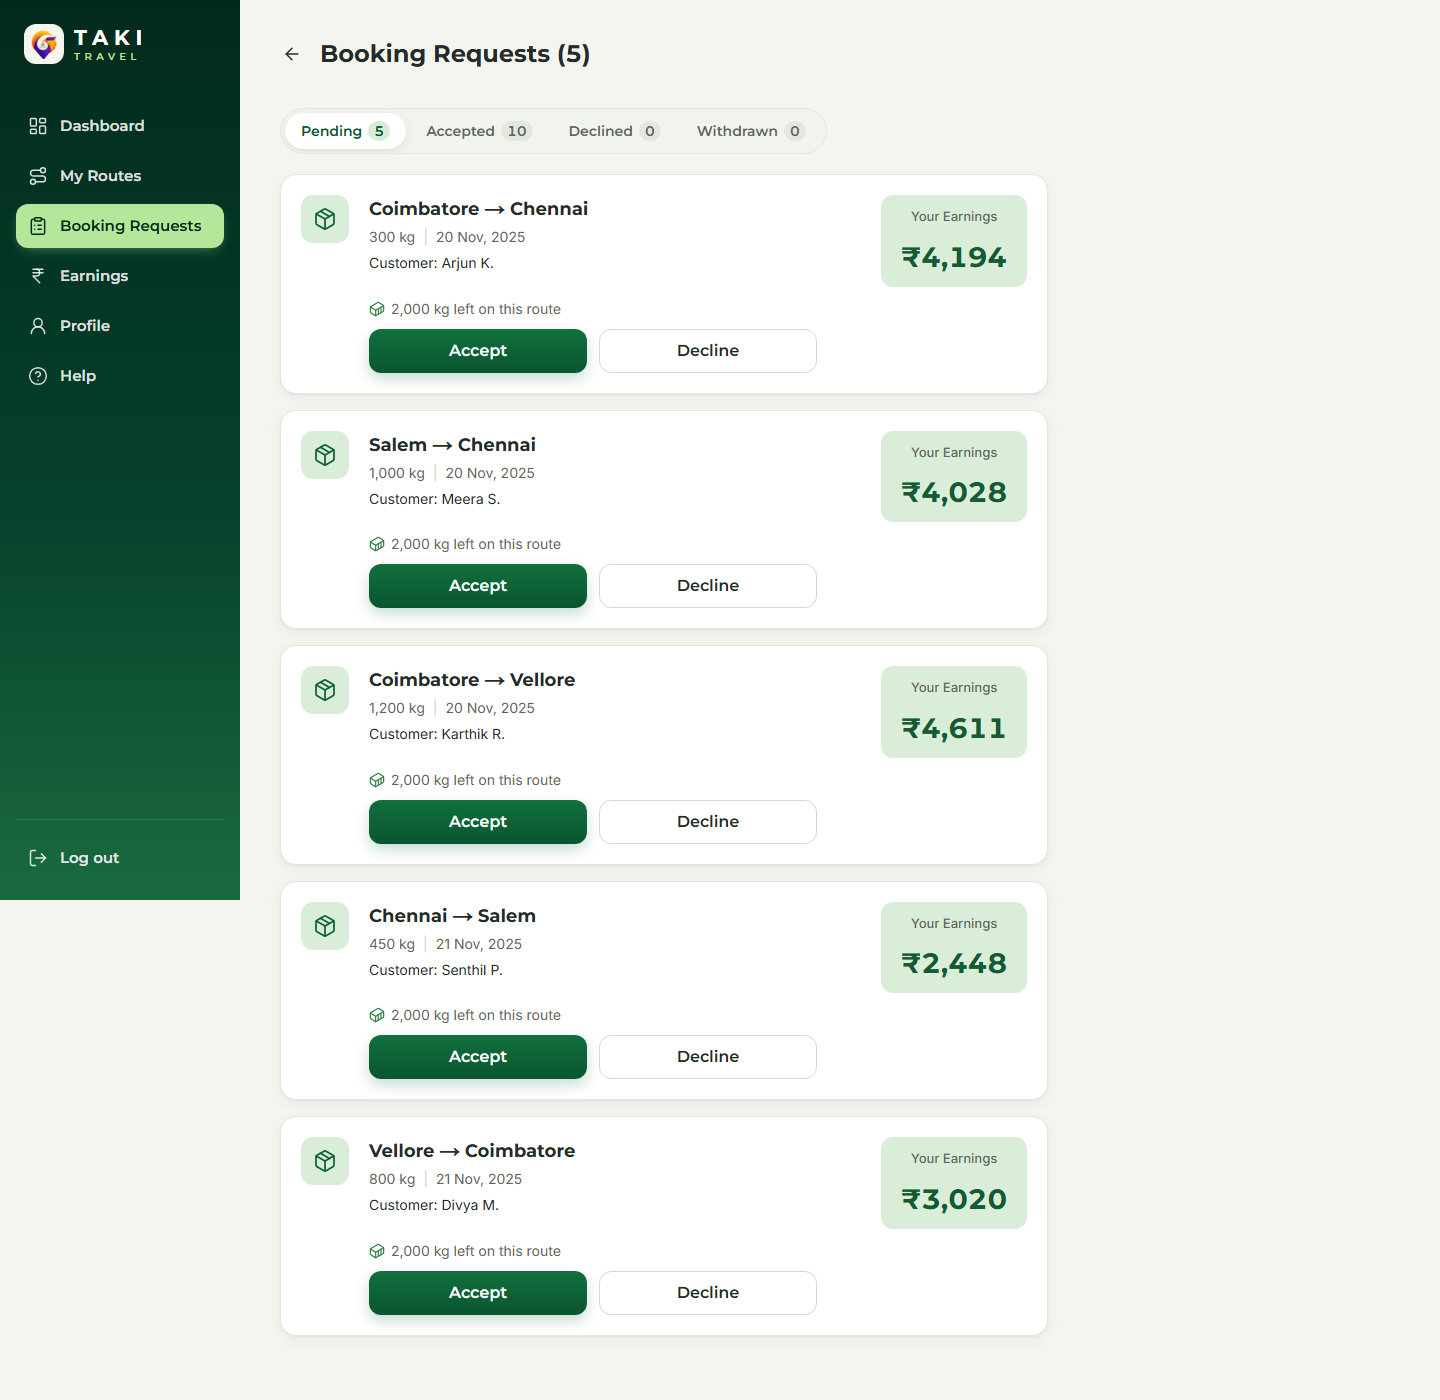 TAKI
TRAVEL
Dashboard
My Routes
Booking Requests
Earnings
Profile
Help
Log out
Booking Requests (5)
Pending 5 Accepted 10 Declined 0 Withdrawn 0
Coimbatore → Chennai
300 kg | 20 Nov, 2025
Customer: Arjun K.
2,000 kg left on this route
Accept Decline
Your Earnings
₹4,194
Salem → Chennai
1,000 kg | 20 Nov, 2025
Customer: Meera S.
2,000 kg left on this route
Accept Decline
Your Earnings
₹4,028
Coimbatore → Vellore
1,200 kg | 20 Nov, 2025
Customer: Karthik R.
2,000 kg left on this route
Accept Decline
Your Earnings
₹4,611
Chennai → Salem
450 kg | 21 Nov, 2025
Customer: Senthil P.
2,000 kg left on this route
Accept Decline
Your Earnings
₹2,448
Vellore → Coimbatore
800 kg | 21 Nov, 2025
Customer: Divya M.
2,000 kg left on this route
Accept Decline
Your Earnings
₹3,020